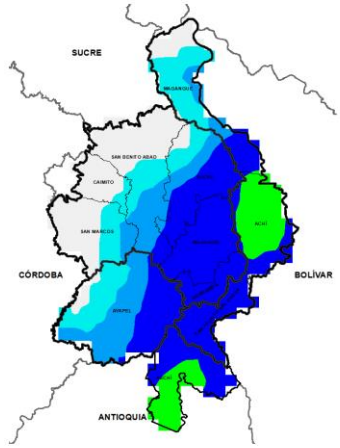 SUCRE
MAGANGUÉ
SAN BENITO ABAD
CAIMITO
SAN MARCOS
ACHÍ
CÓRDOBA
BOLÍVAR
AYAPEL
ANTIOQUIA